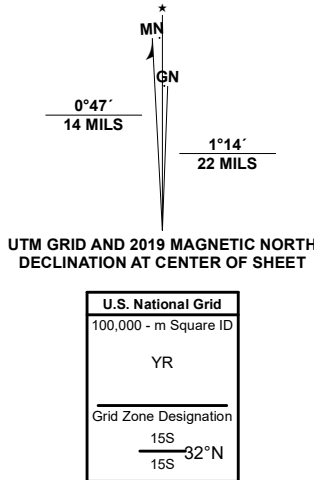 ★
MN
GN
0°47´
14 MILS
1°14´
22 MILS
UTM GRID AND 2019 MAGNETIC NORTH
DECLINATION AT CENTER OF SHEET
U.S. National Grid
100,000 - m Square ID
YR
Grid Zone Designation
15S
32°N
15S